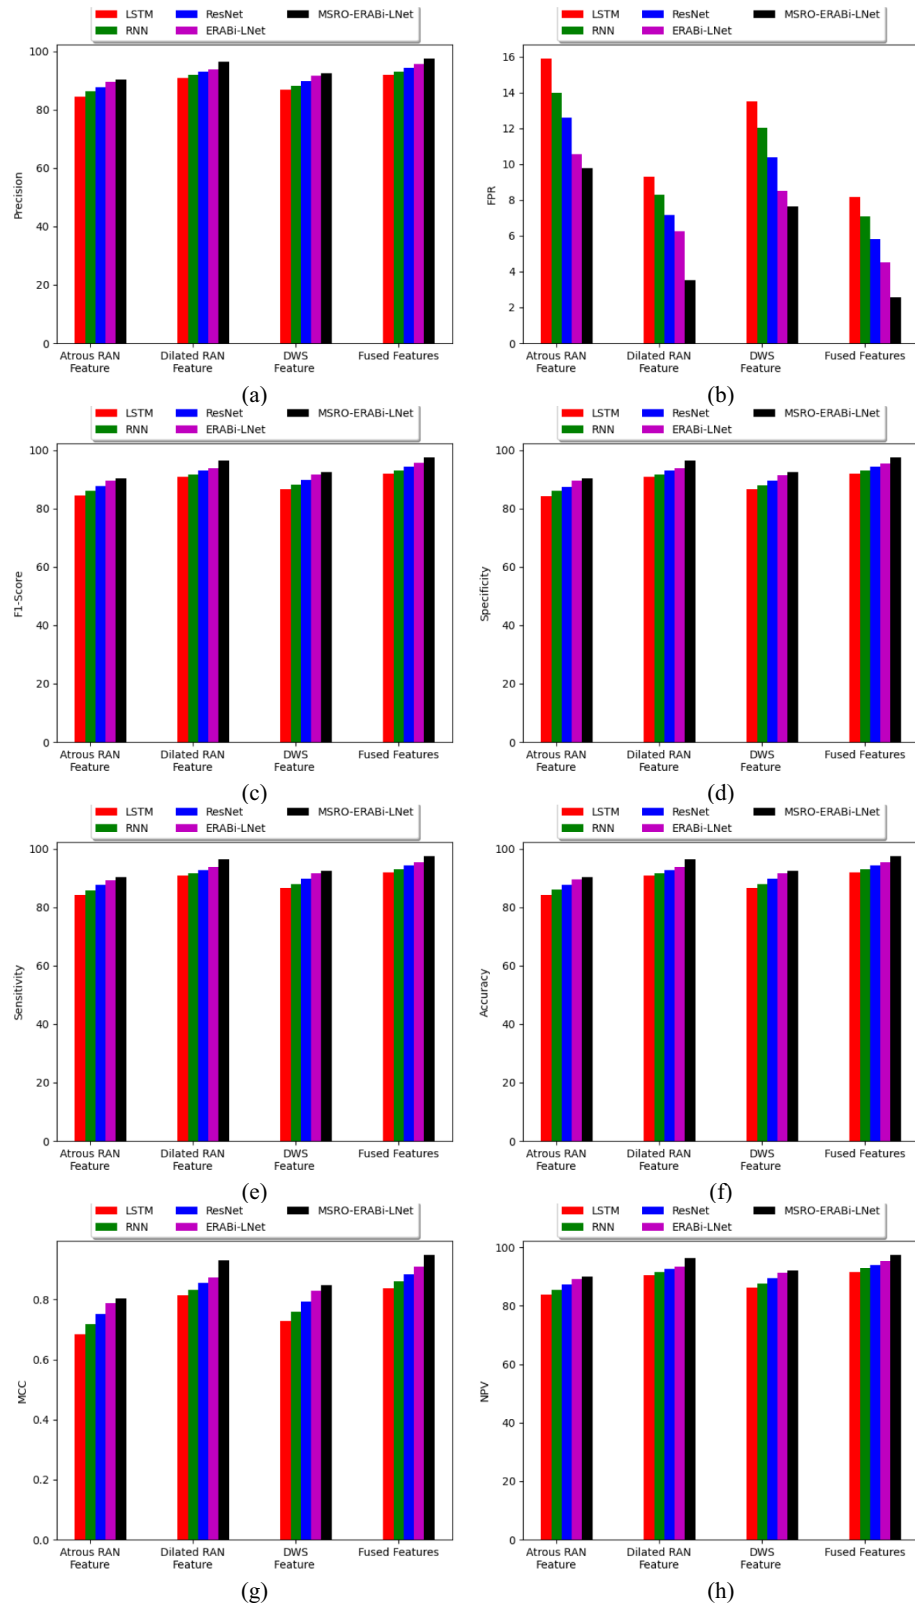 LSTM ResNet MSRO-ERABi-LNet
RNN ERABi-LNet
100
80
60
40
20
0
Precision
Atrous RAN Dilated RAN DWS Fused Features
Feature Feature Feature
(a)
LSTM ResNet MSRO-ERABi-LNet
RNN ERABi-LNet
16
14
12
10
8
6
4
2
0
FPR
Atrous RAN Dilated RAN DWS Fused Features
Feature Feature Feature
(b)
LSTM ResNet MSRO-ERABi-LNet
RNN ERABi-LNet
100
80
60
40
20
0
F1-Score
Atrous RAN Dilated RAN DWS Fused Features
Feature Feature Feature
(c)
LSTM ResNet MSRO-ERABi-LNet
RNN ERABi-LNet
100
80
60
40
20
0
Specificity
Atrous RAN Dilated RAN DWS Fused Features
Feature Feature Feature
(d)
LSTM ResNet MSRO-ERABi-LNet
RNN ERABi-LNet
100
80
60
40
20
0
Sensitivity
Atrous RAN Dilated RAN DWS Fused Features
Feature Feature Feature
(e)
LSTM ResNet MSRO-ERABi-LNet
RNN ERABi-LNet
100
80
60
40
20
0
Accuracy
Atrous RAN Dilated RAN DWS Fused Features
Feature Feature Feature
(f)
LSTM ResNet MSRO-ERABi-LNet
RNN ERABi-LNet
0.8
0.6
0.4
0.2
0.0
MCC
Atrous RAN Dilated RAN DWS Fused Features
Feature Feature Feature
(g)
LSTM ResNet MSRO-ERABi-LNet
RNN ERABi-LNet
100
80
60
40
20
0
NPV
Atrous RAN Dilated RAN DWS Fused Features
Feature Feature Feature
(h)